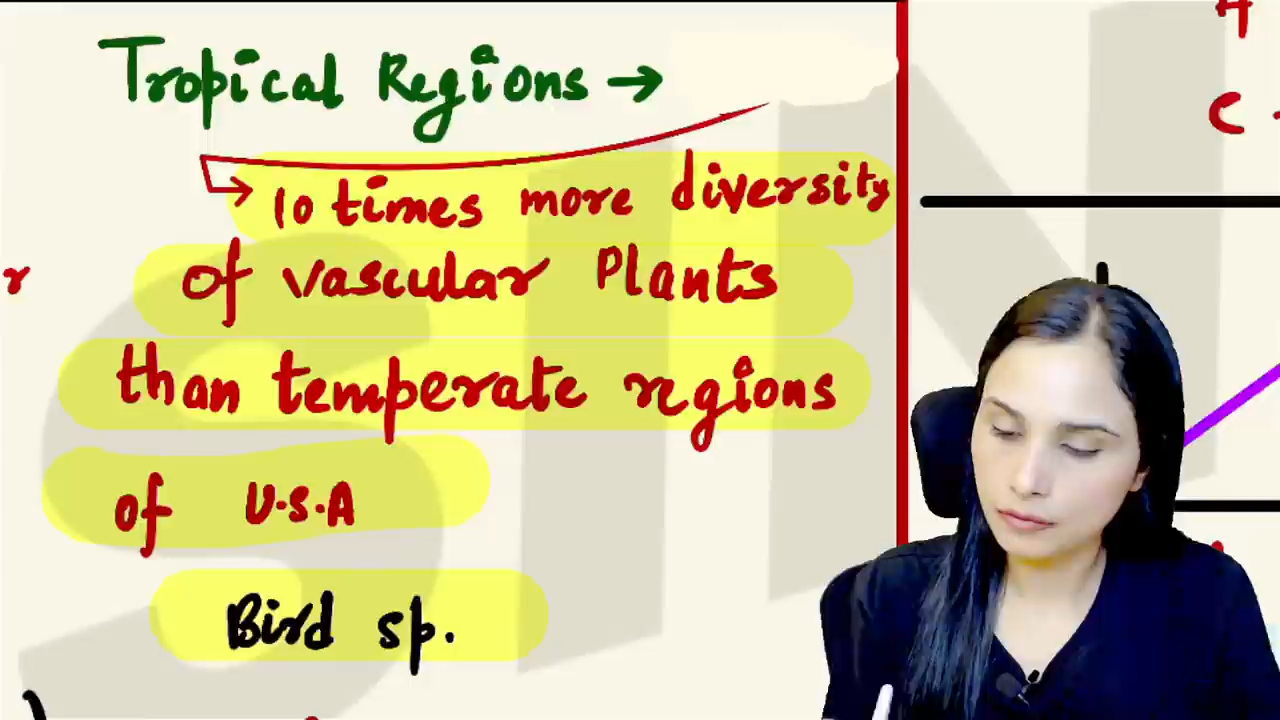 Tropical Regions →
→ 10 times more diversity
of vascular Plants
than temperate regions
of U.S.A
Bird sp.